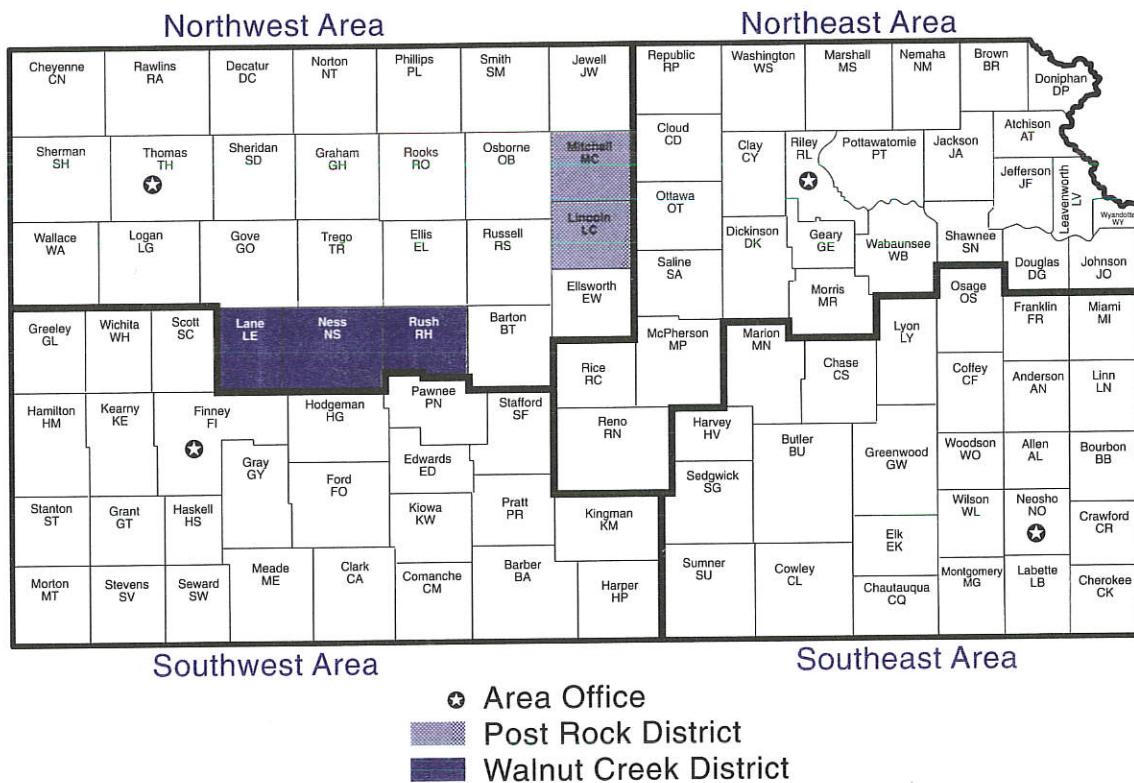 Northwest Area
Northeast Area
Cheyenne
CN
Rawlins
RA
Decatur
DC
Norton
NT
Phillips
PL
Smith
SM
Jewell
JW
Republic
RP
Washington
WS
Marshall
MS
Nemaha
NM
Brown
BR
Doniphan
DP
Sherman
SH
Thomas
TH
Sheridan
SD
Graham
GH
Rooks
RO
Osborne
OB
Mitchell
MC
Cloud
CD
Clay
CY
Riley
RL
Pottawatomie
PT
Jackson
JA
Atchison
AT
Jefferson
JF
Leavenworth
LV
Wyandotte
WY
Lincoln
LC
Ottawa
OT
Wallace
WA
Logan
LG
Gove
GO
Trego
TR
Ellis
EL
Russell
RS
Ellsworth
EW
Saline
SA
Dickinson
DK
Geary
GE
Wabaunsee
WB
Shawnee
SN
Douglas
DG
Johnson
JO
Morris
MR
Osage
OS
Greeley
GL
Wichita
WH
Scott
SC
Lane
LE
Ness
NS
Rush
RH
Barton
BT
Rice
RC
McPherson
MP
Marion
MN
Chase
CS
Lyon
LY
Franklin
FR
Miami
MI
Coffey
CF
Anderson
AN
Linn
LN
Hamilton
HM
Kearny
KE
Finney
FI
Hodgeman
HG
Pawnee
PN
Stafford
SF
Reno
RN
Harvey
HV
Butler
BU
Greenwood
GW
Woodson
WO
Allen
AL
Bourbon
BB
Gray
GY
Ford
FO
Edwards
ED
Sedgwick
SG
Stanton
ST
Grant
GT
Haskell
HS
Kiowa
KW
Pratt
PR
Kingman
KM
Elk
EK
Wilson
WL
Neosho
NO
Crawford
CR
Morton
MT
Stevens
SV
Seward
SW
Meade
ME
Clark
CA
Comanche
CM
Barber
BA
Harper
HP
Sumner
SU
Cowley
CL
Chautauqua
CQ
Montgomery
MG
Labette
LB
Cherokee
CK
Southwest Area
Southeast Area
Area Office
Post Rock District
Walnut Creek District